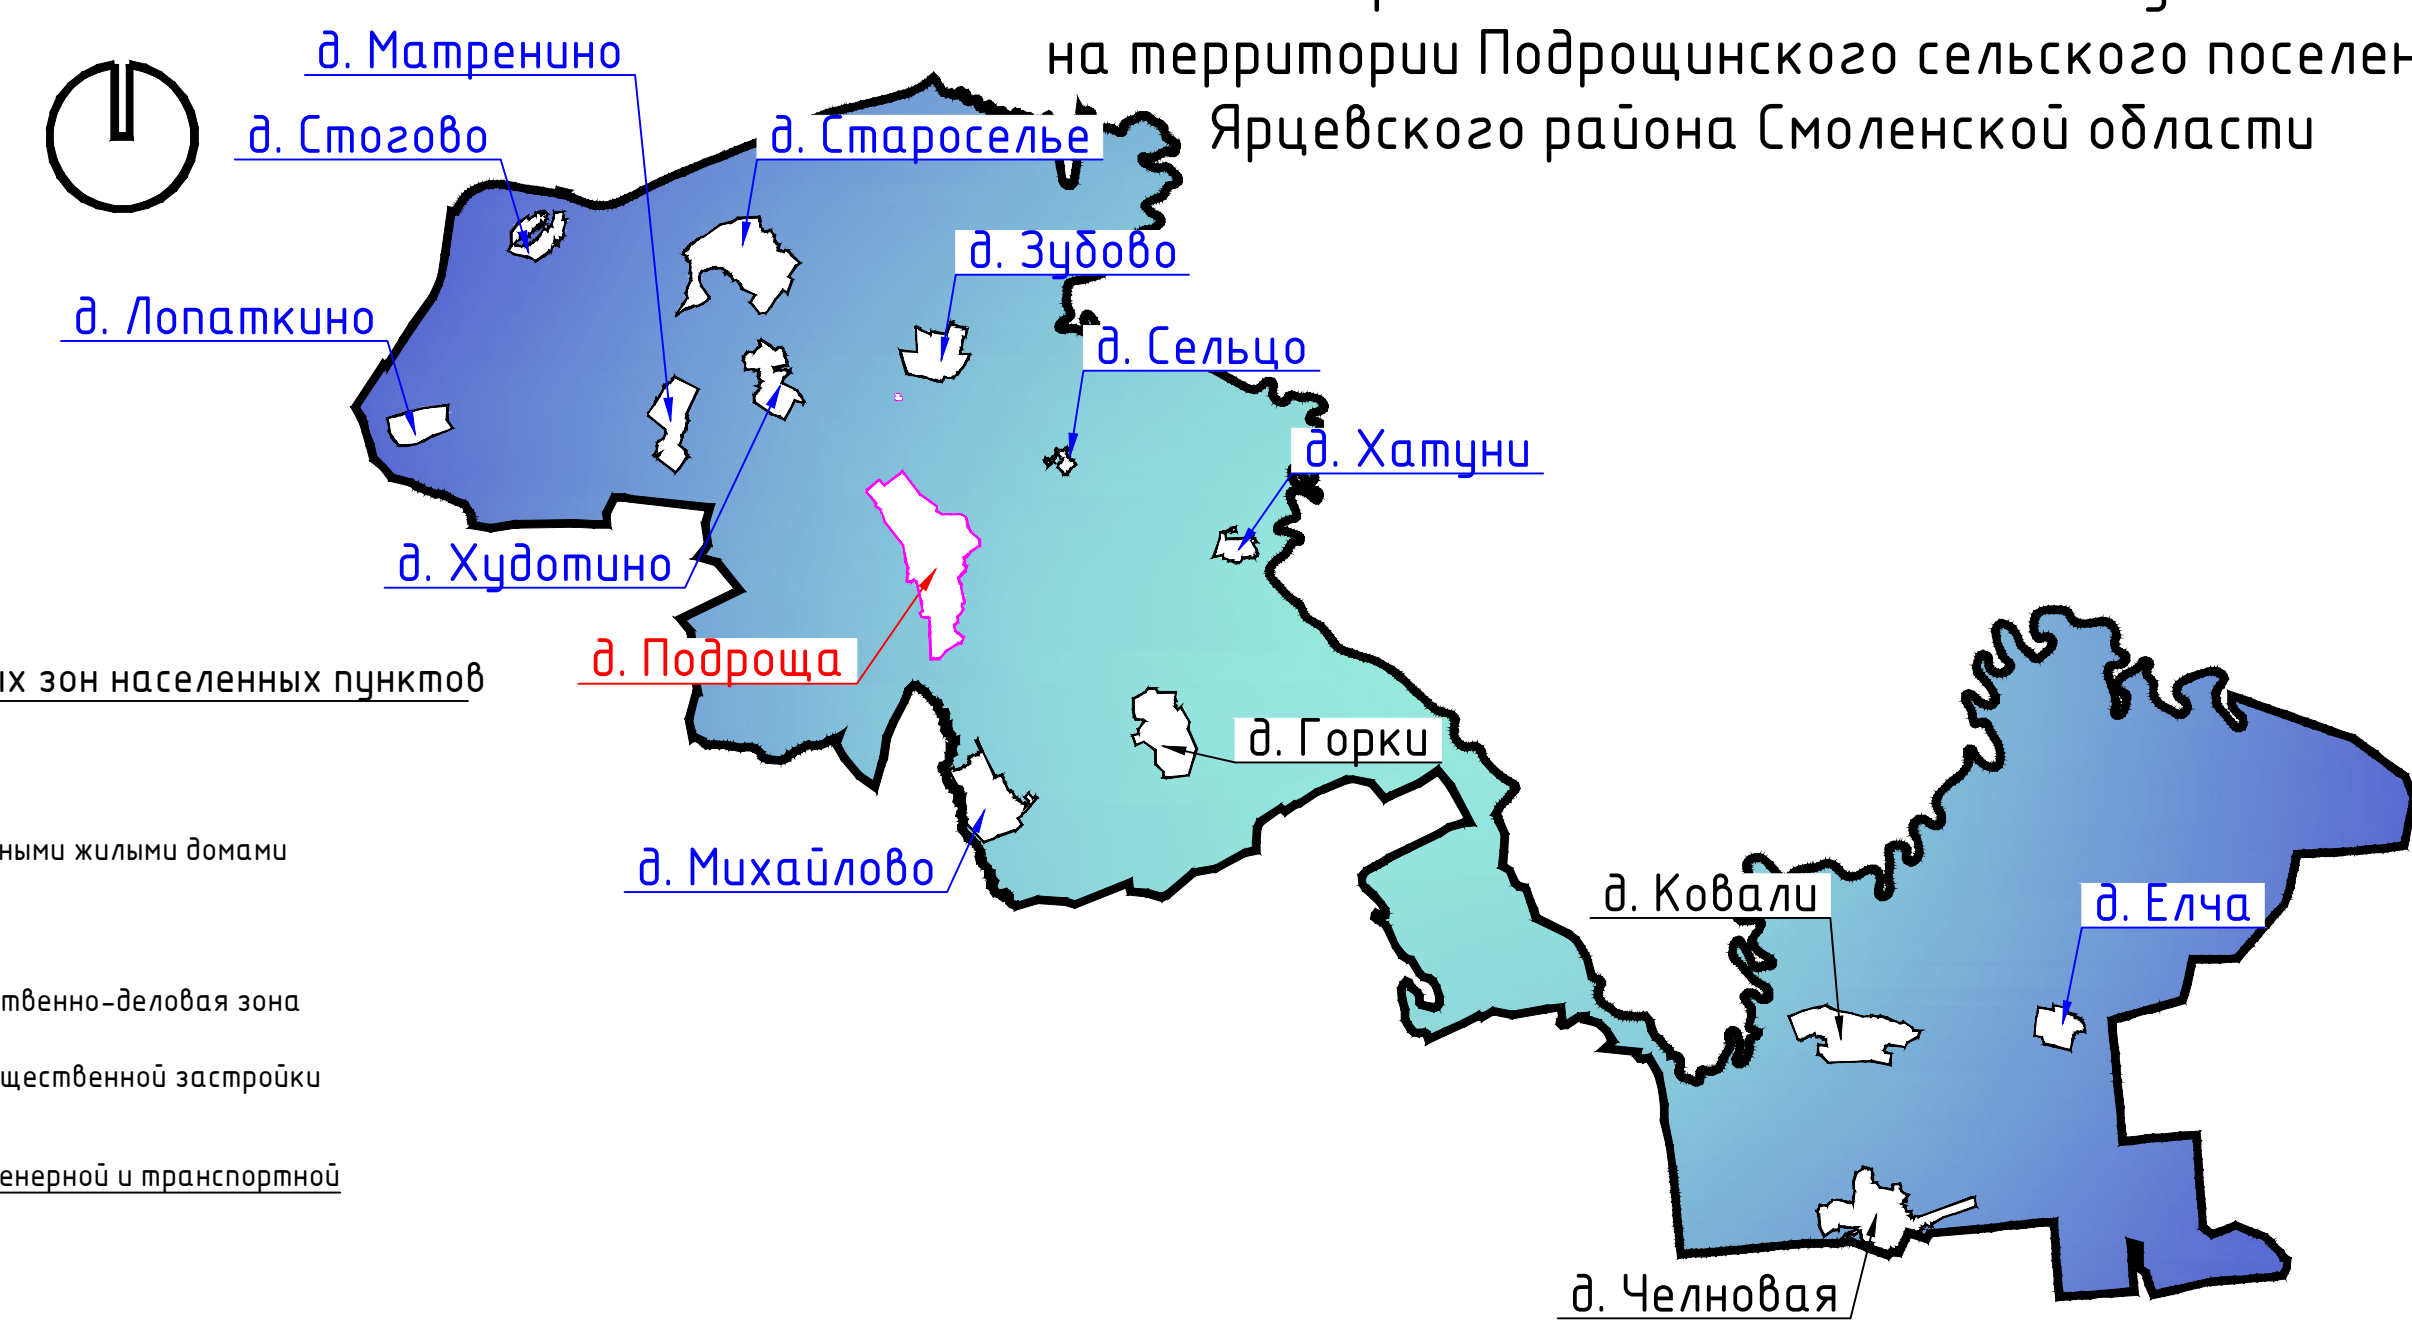 на территории Подрощинского сельского поселен
Ярцевского района Смоленской области
д. Матренино
д. Стогово
д. Староселье
д. Зубово
д. Лопаткино
д. Сельцо
д. Хатуни
д. Худотино
д. Подроща
ых зон населенных пунктов
д. Горки
ными жилыми домами
д. Михайлово
д. Ковали
д. Елча
твенно-деловая зона
щественной застройки
енерной и транспортной
д. Челновая